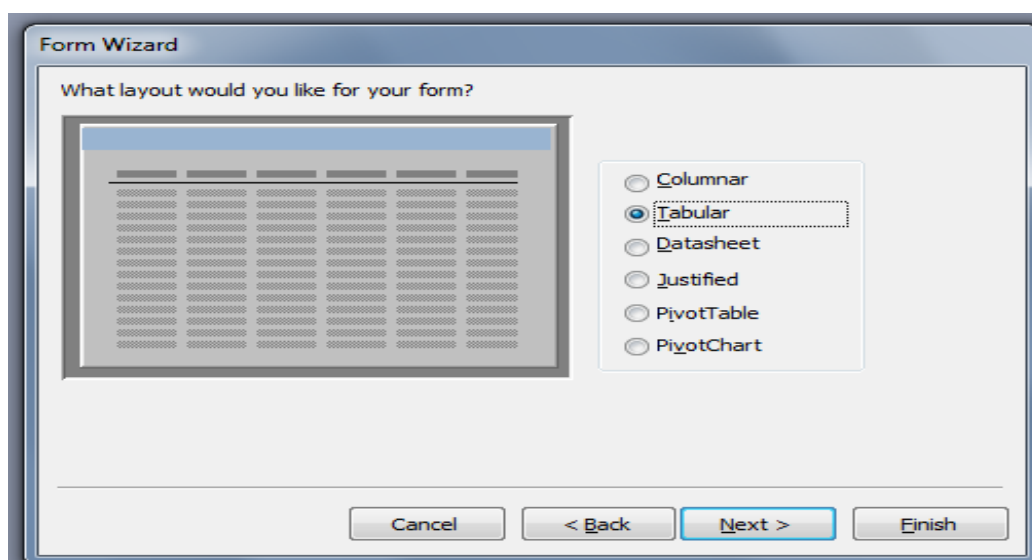 Form Wizard
What layout would you like for your form?
Columnar
Tabular
Datasheet
Justified
PivotTable
PivotChart
Cancel < Back Next > Finish